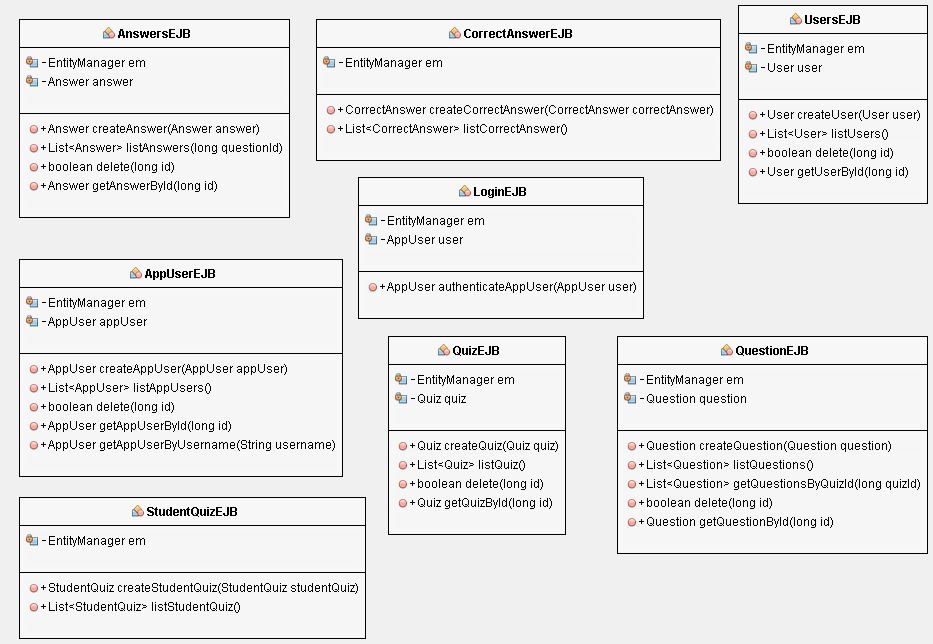 AnswersEJB
-EntityManager em
-Answer answer
+Answer createAnswer(Answer answer)
+List<Answer> listAnswers(long questionId)
+boolean delete(long id)
+Answer getAnswerById(long id)
CorrectAnswerEJB
-EntityManager em
+CorrectAnswer createCorrectAnswer(CorrectAnswer correctAnswer)
+List<CorrectAnswer> listCorrectAnswer()
UsersEJB
-EntityManager em
-User user
+User createUser(User user)
+List<User> listUsers()
+boolean delete(long id)
+User getUserById(long id)
LoginEJB
-EntityManager em
-AppUser user
+AppUser authenticateAppUser(AppUser user)
AppUserEJB
-EntityManager em
-AppUser appUser
+AppUser createAppUser(AppUser appUser)
+List<AppUser> listAppUsers()
+boolean delete(long id)
+AppUser getAppUserById(long id)
+AppUser getAppUserByUsername(String username)
QuizEJB
-EntityManager em
-Quiz quiz
+Quiz createQuiz(Quiz quiz)
+List<Quiz> listQuiz()
+boolean delete(long id)
+Quiz getQuizById(long id)
QuestionEJB
-EntityManager em
-Question question
+Question createQuestion(Question question)
+List<Question> listQuestions()
+List<Question> getQuestionsByQuizId(long quizId)
+boolean delete(long id)
+Question getQuestionById(long id)
StudentQuizEJB
-EntityManager em
+StudentQuiz createStudentQuiz(StudentQuiz studentQuiz)
+List<StudentQuiz> listStudentQuiz()